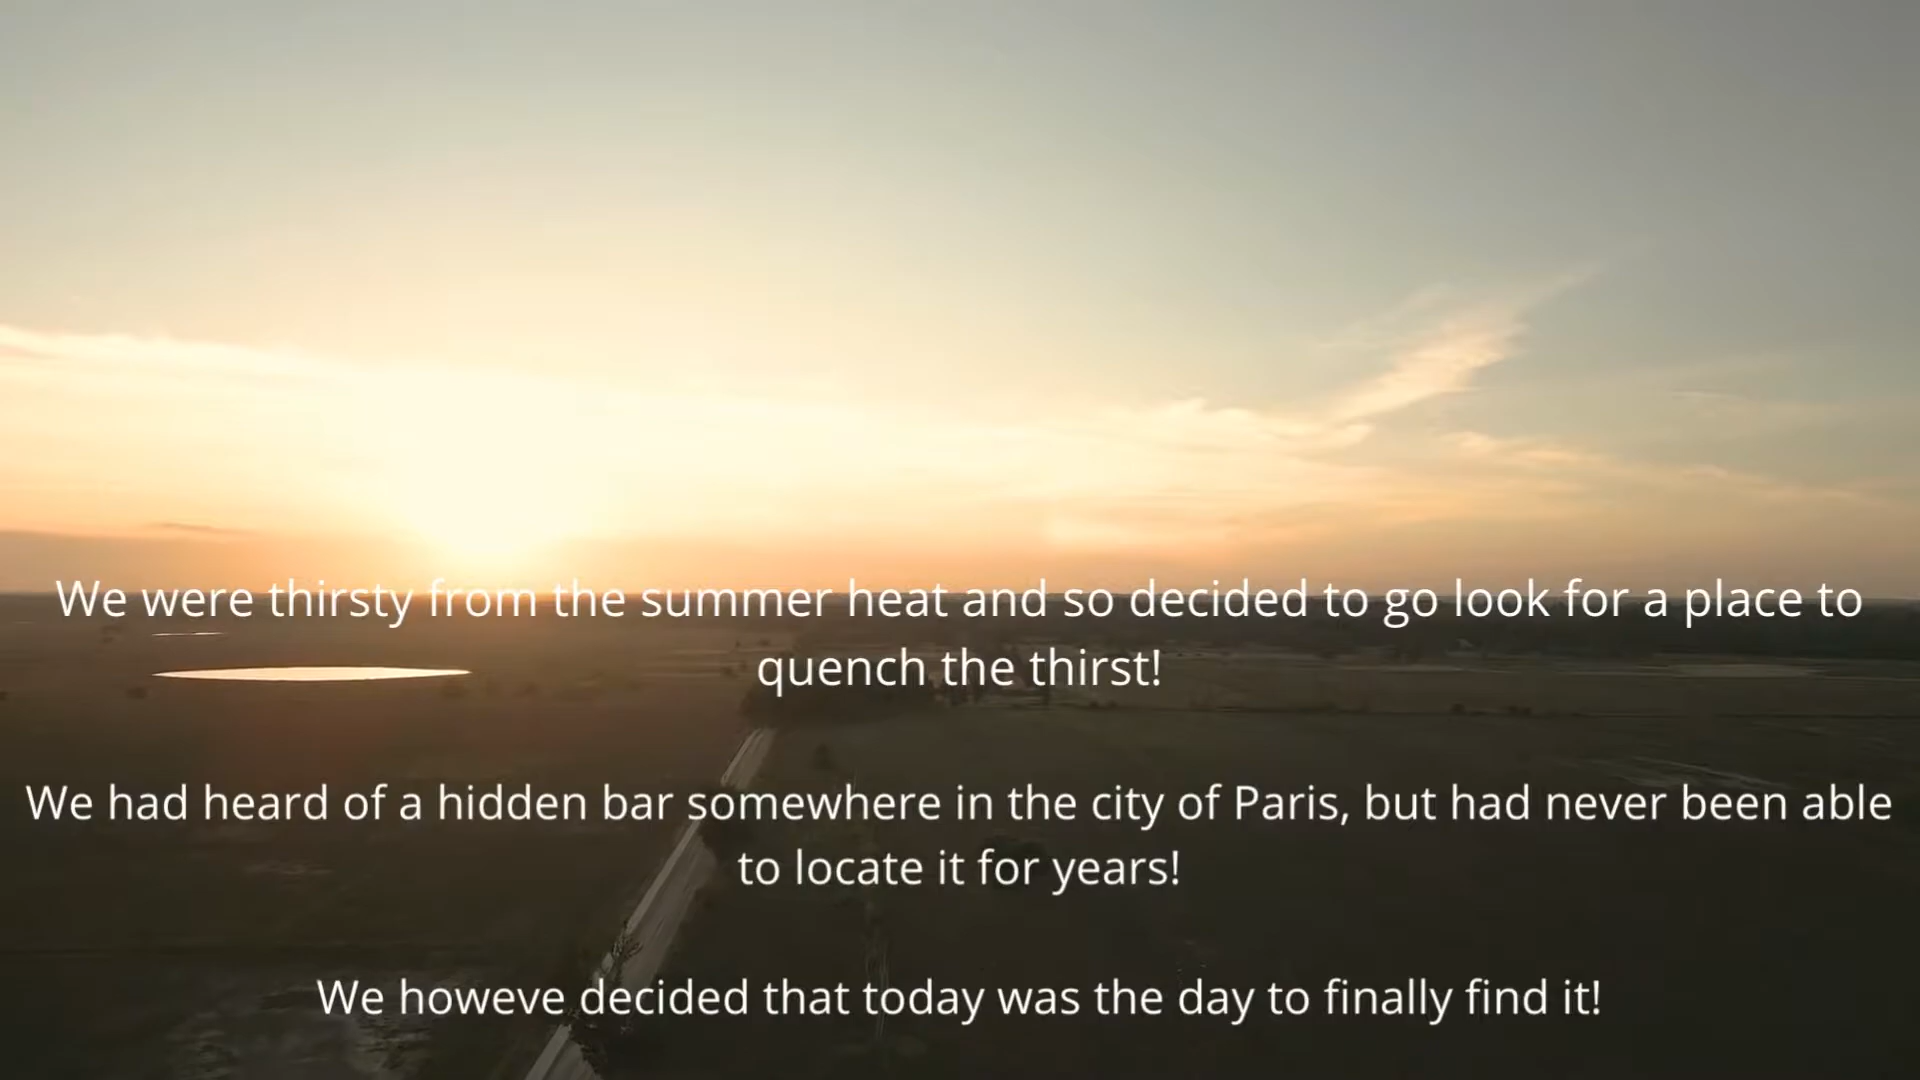 We were thirsty from the summer heat and so decided to go look for a place to
quench the thirst!
We had heard of a hidden bar somewhere in the city of Paris, but had never been able
to locate it for years!
We howeve decided that today was the day to finally find it!